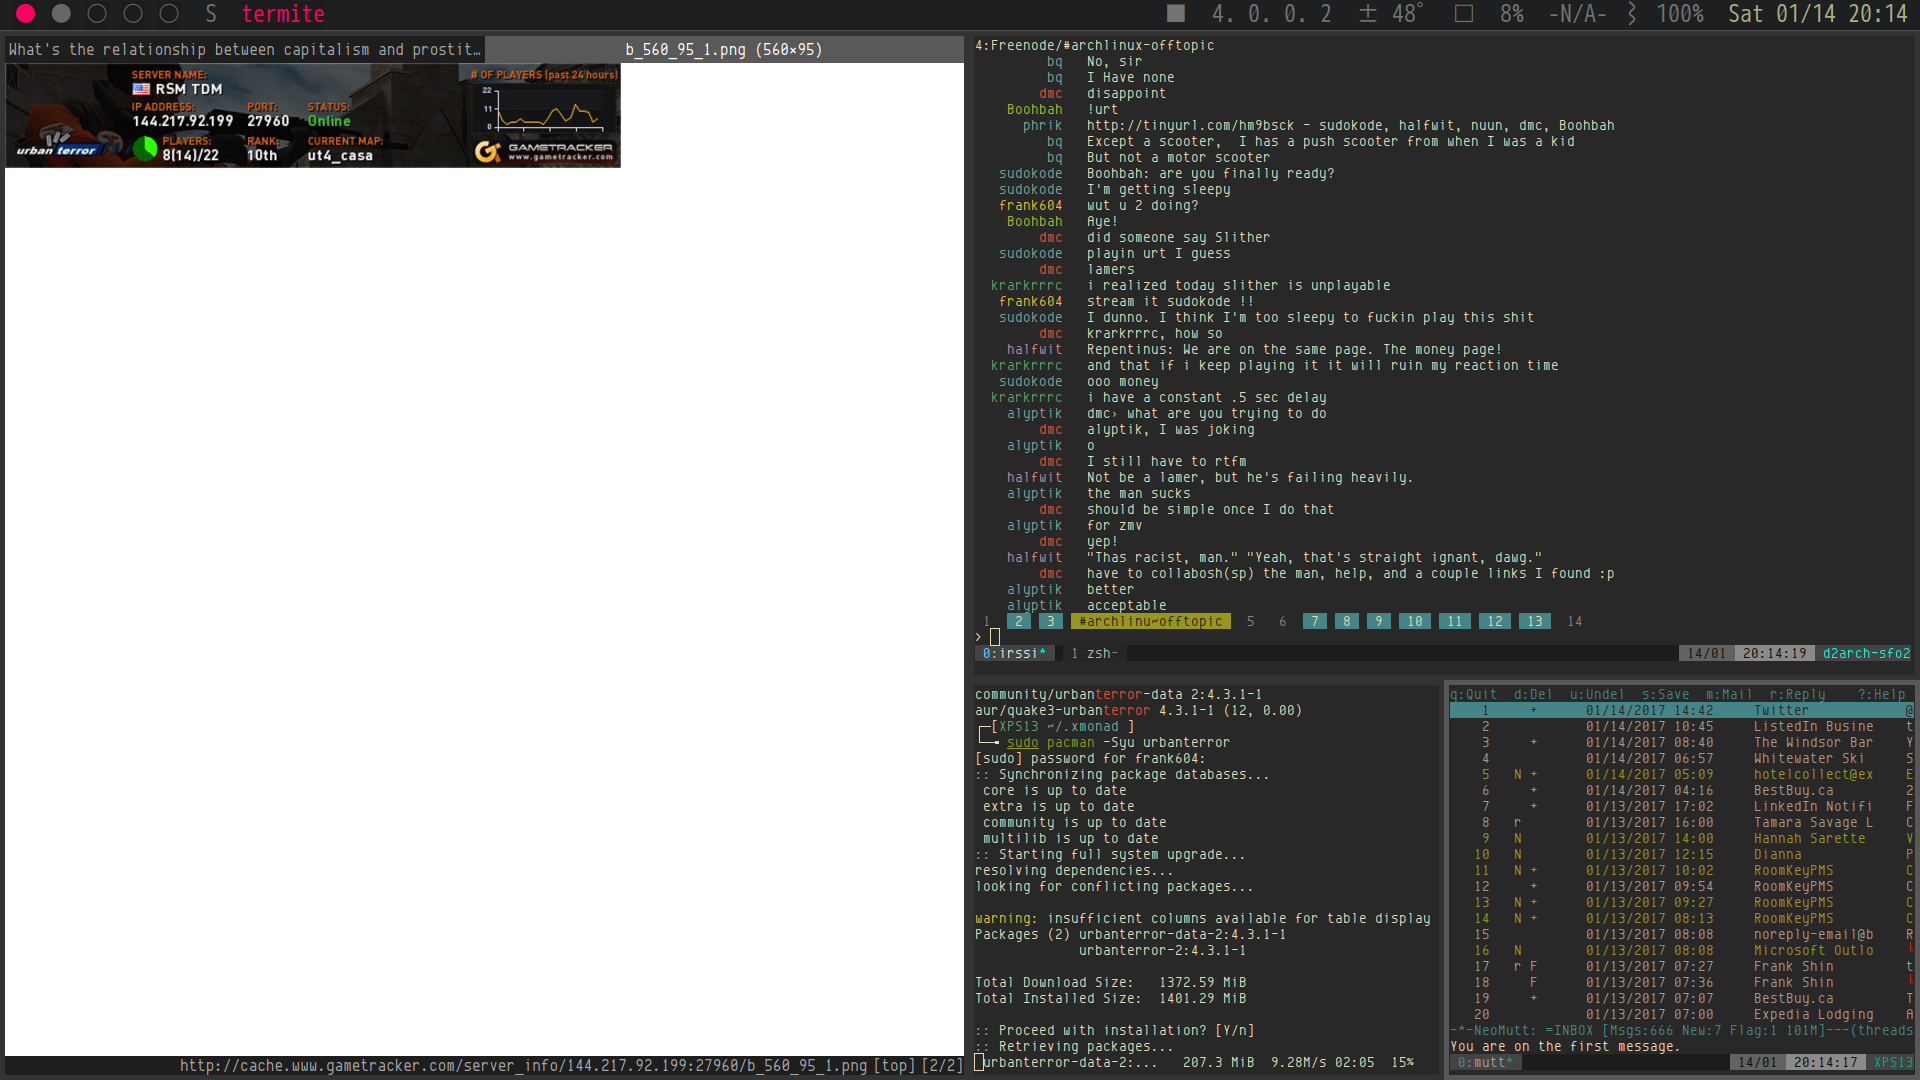 S termite
4. 0. 0. 2 ± 48° 8% -N/A- 100% Sat 01/14 20:14
What's the relationship between capitalism and prostit…
b_560_95_1.png (560×95)
SERVER NAME:
RSM TDM
IP ADDRESS: PORT: STATUS:
144.217.92.199 27960 Online
PLAYERS: RANK: CURRENT MAP:
8(14)/22 10th ut4_casa
urban terror
# OF PLAYERS (past 24 hours)
22
11
0
GAMETRACKER
www.gametracker.com
http://cache.www.gametracker.com/server_info/144.217.92.199:27960/b_560_95_1.png [top] [2/2]
4:Freenode/#archlinux-offtopic
bq No, sir
bq I Have none
dmc disappoint
Boohbah !urt
phrik http://tinyurl.com/hm9bsck - sudokode, halfwit, nuun, dmc, Boohbah
bq Except a scooter, I has a push scooter from when I was a kid
bq But not a motor scooter
sudokode Boohbah: are you finally ready?
sudokode I'm getting sleepy
frank604 wut u 2 doing?
Boohbah Aye!
dmc did someone say Slither
sudokode playin urt I guess
dmc lamers
krarkrrrc i realized today slither is unplayable
frank604 stream it sudokode !!
sudokode I dunno. I think I'm too sleepy to fuckin play this shit
dmc krarkrrrc, how so
halfwit Repentinus: We are on the same page. The money page!
krarkrrrc and that if i keep playing it it will ruin my reaction time
sudokode ooo money
krarkrrrc i have a constant .5 sec delay
alyptik dmc› what are you trying to do
dmc alyptik, I was joking
alyptik o
dmc I still have to rtfm
halfwit Not be a lamer, but he's failing heavily.
alyptik the man sucks
dmc should be simple once I do that
alyptik for zmv
dmc yep!
halfwit "Thas racist, man." "Yeah, that's straight ignant, dawg."
dmc have to collabosh(sp) the man, help, and a couple links I found :p
alyptik better
alyptik acceptable
1 2 3 #archlinu~offtopic 5 6 7 8 9 10 11 12 13 14
›
0:irssi* 1:zsh- 14/01 20:14:19 d2arch-sfo2
community/urbanterror-data 2:4.3.1-1
aur/quake3-urbanterror 4.3.1-1 (12, 0.00)
[XPS13 ~/.xmonad ]
sudo pacman -Syu urbanterror
[sudo] password for frank604:
:: Synchronizing package databases...
core is up to date
extra is up to date
community is up to date
multilib is up to date
:: Starting full system upgrade...
resolving dependencies...
looking for conflicting packages...
warning: insufficient columns available for table display
Packages (2) urbanterror-data-2:4.3.1-1
urbanterror-2:4.3.1-1
Total Download Size: 1372.59 MiB
Total Installed Size: 1401.29 MiB
:: Proceed with installation? [Y/n]
:: Retrieving packages...
urbanterror-data-2:... 207.3 MiB 9.28M/s 02:05 15%
q:Quit d:Del u:Undel s:Save m:Mail r:Reply ?:Help
1 + 01/14/2017 14:42 Twitter @
2 01/14/2017 10:45 ListedIn Busine t
3 + 01/14/2017 08:40 The Windsor Bar Y
4 01/14/2017 06:57 Whitewater Ski S
5 N + 01/14/2017 05:09 hotelcollect@ex E
6 + 01/14/2017 04:16 BestBuy.ca 2
7 + 01/13/2017 17:02 LinkedIn Notifi F
8 r 01/13/2017 16:00 Tamara Savage L C
9 N 01/13/2017 14:00 Hannah Sarette V
10 N 01/13/2017 12:15 Dianna P
11 N + 01/13/2017 10:02 RoomKeyPMS C
12 + 01/13/2017 09:54 RoomKeyPMS C
13 N + 01/13/2017 09:27 RoomKeyPMS C
14 N + 01/13/2017 08:13 RoomKeyPMS C
15 01/13/2017 08:08 noreply-email@b R
16 N 01/13/2017 08:08 Microsoft Outlo
17 r F 01/13/2017 07:27 Frank Shin t
18 F 01/13/2017 07:36 Frank Shin
19 + 01/13/2017 07:07 BestBuy.ca T
20 01/13/2017 07:00 Expedia Lodging A
-*-NeoMutt: =INBOX [Msgs:666 New:7 Flag:1 101M]---(threads
You are on the first message.
0:mutt* 14/01 20:14:17 XPS13